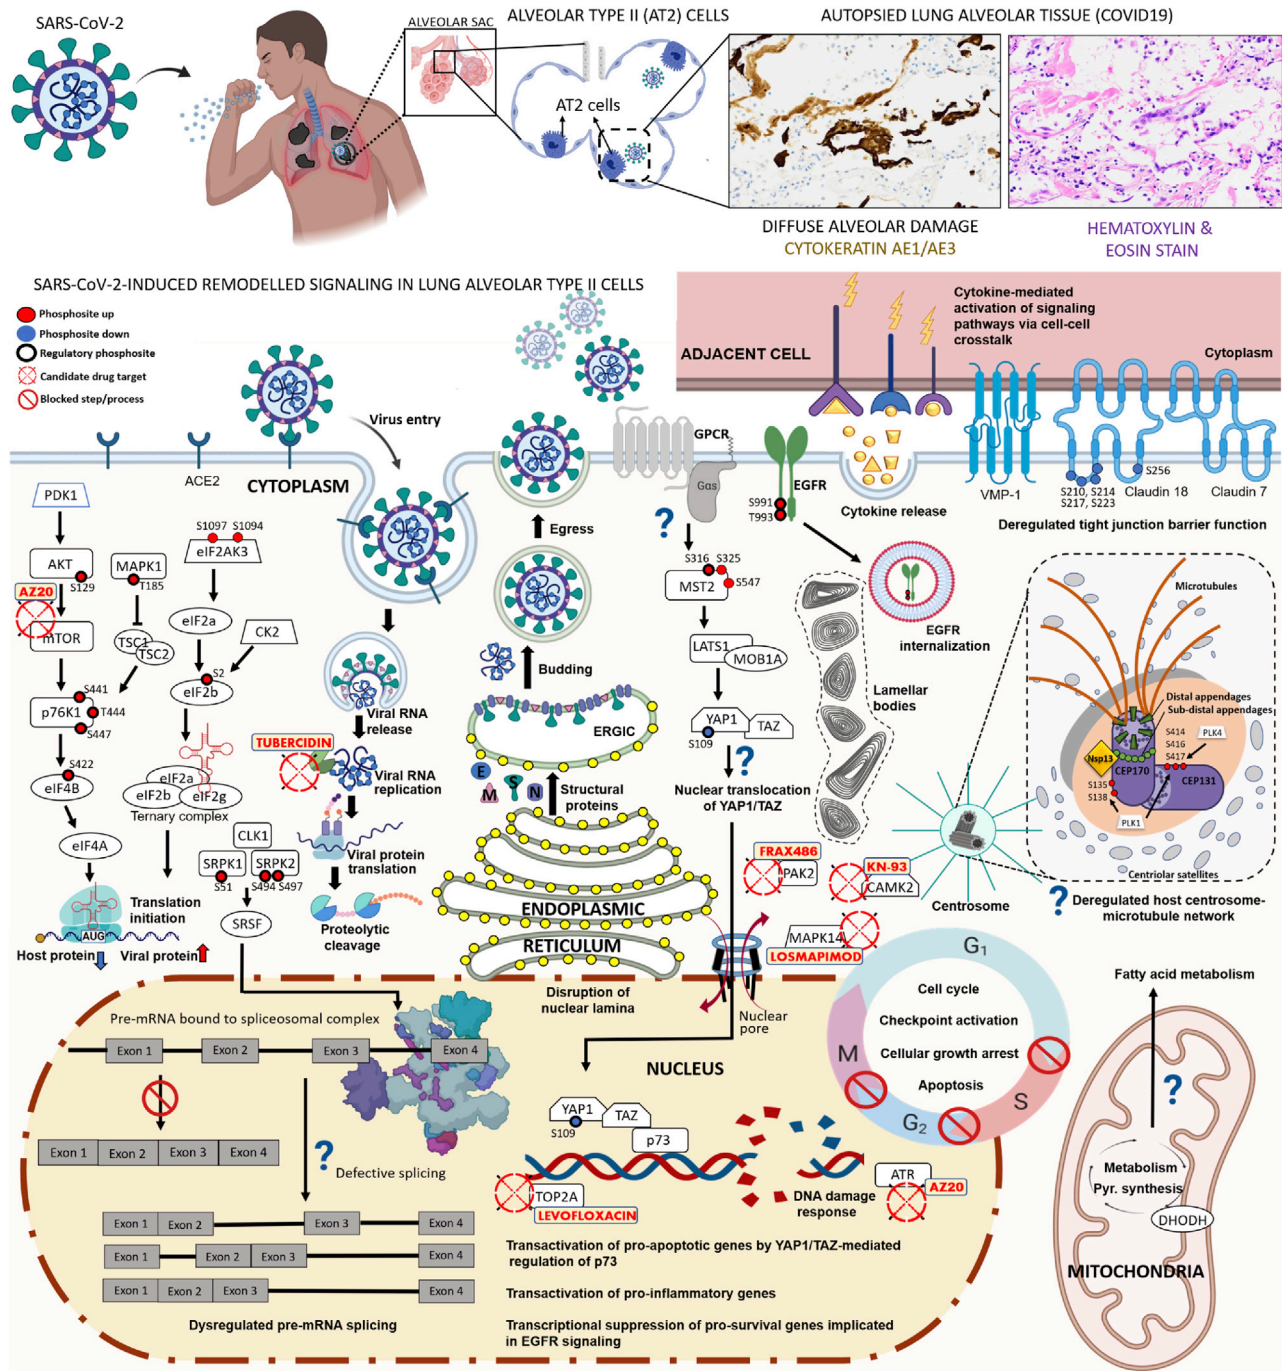 SARS-CoV-2
ALVEOLAR SAC
ALVEOLAR TYPE II (AT2) CELLS
AUTOPSIED LUNG ALVEOLAR TISSUE (COVID19)
AT2 cells
DIFFUSE ALVEOLAR DAMAGE
CYTOKERATIN AE1/AE3
HEMATOXYLIN &
EOSIN STAIN
SARS-CoV-2-INDUCED REMODELLED SIGNALING IN LUNG ALVEOLAR TYPE II CELLS
Phosphosite up
Phosphosite down
Regulatory phosphosite
Candidate drug target
Blocked step/process
Virus entry
ACE2
CYTOPLASM
ADJACENT CELL
Cytokine-mediated
activation of signaling
pathways via cell-cell
crosstalk
Cytoplasm
GPCR
Gαs
EGFR
S991
T993
Cytokine release
VMP-1
S210, S214
S217, S223
Claudin 18
S256
Claudin 7
Deregulated tight junction barrier function
PDK1
AKT
S129
AZ20
mTOR
MAPK1
T185
TSC1
TSC2
S441
p76K1
T444
S447
S422
eIF4B
eIF4A
AUG
Host protein
Viral protein
Translation
initiation
S1097
S1094
eIF2AK3
eIF2a
CK2
S2
eIF2b
eIF2a
eIF2b
eIF2g
Ternary complex
CLK1
SRPK1
SRPK2
S51
S494
S497
SRSF
Viral RNA
release
TUBERCIDIN
Viral RNA
replication
Viral protein
translation
Proteolytic
cleavage
Egress
Budding
ERGIC
E
M
S
N
Structural
proteins
ENDOPLASMIC
RETICULUM
?
S316
S325
MST2
S547
LATS1
MOB1A
YAP1
TAZ
S109
?
Nuclear translocation
of YAP1/TAZ
EGFR
internalization
Lamellar
bodies
FRAX486
PAK2
KN-93
CAMK2
MAPK14
LOSMAPIMOD
Centrosome
Microtubules
Distal appendages
Sub-distal appendages
S414
S416
S417
PLK4
Nsp13
CEP170
CEP131
S135
S138
PLK1
Centriolar satellites
?
Deregulated host centrosome-
microtubule network
Disruption of
nuclear lamina
Nuclear
pore
NUCLEUS
Pre-mRNA bound to spliceosomal complex
Exon 1
Exon 2
Exon 3
Exon 4
Exon 1
Exon 2
Exon 3
Exon 4
?
Defective splicing
Exon 1
Exon 2
Exon 3
Exon 4
Exon 1
Exon 2
Exon 3
Exon 4
Exon 1
Exon 2
Exon 3
Exon 4
Dysregulated pre-mRNA splicing
YAP1
TAZ
S109
p73
TOP2A
LEVOFLOXACIN
DNA damage
response
ATR
AZ20
Transactivation of pro-apoptotic genes by YAP1/TAZ-mediated
regulation of p73
Transactivation of pro-inflammatory genes
Transcriptional suppression of pro-survival genes implicated
in EGFR signaling
G1
S
G2
M
Cell cycle
Checkpoint activation
Cellular growth arrest
Apoptosis
Fatty acid metabolism
?
Metabolism
Pyr. synthesis
DHODH
MITOCHONDRIA